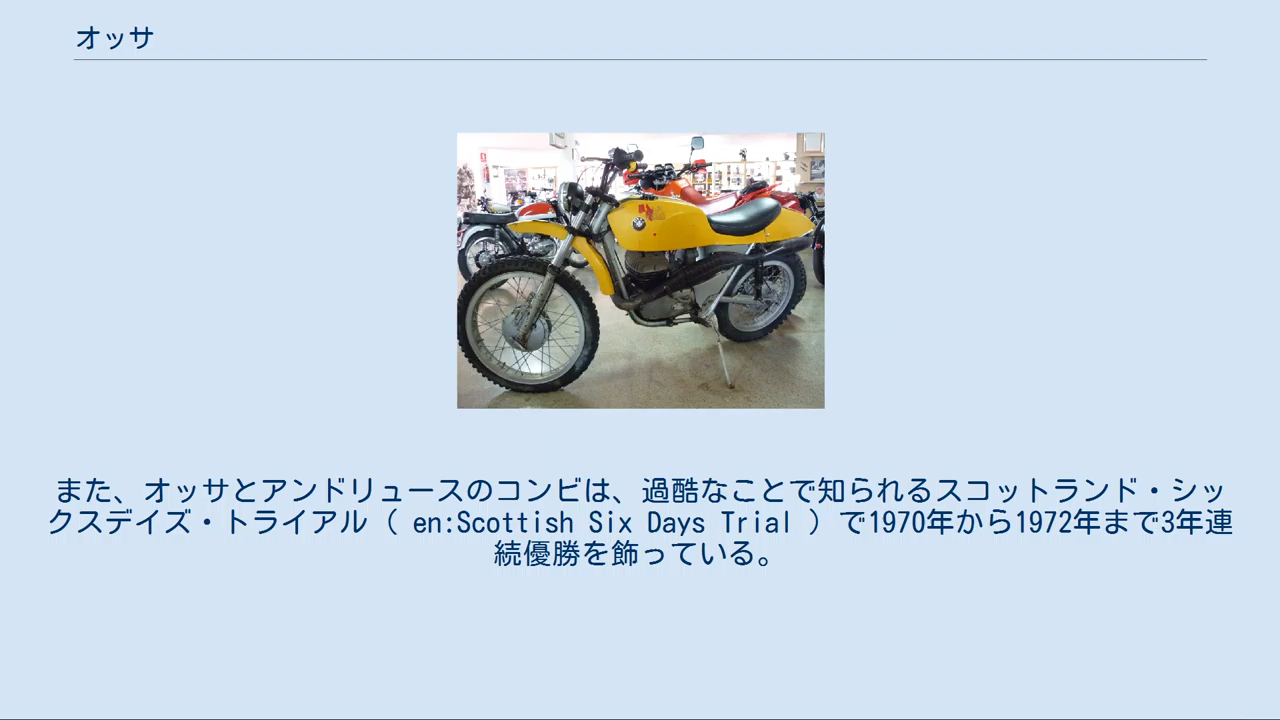 オッサ
また、オッサとアンドリュースのコンビは、過酷なことで知られるスコットランド・シッ
クスデイズ・トライアル（ en:Scottish Six Days Trial ）で1970年から1972年まで3年連
続優勝を飾っている。